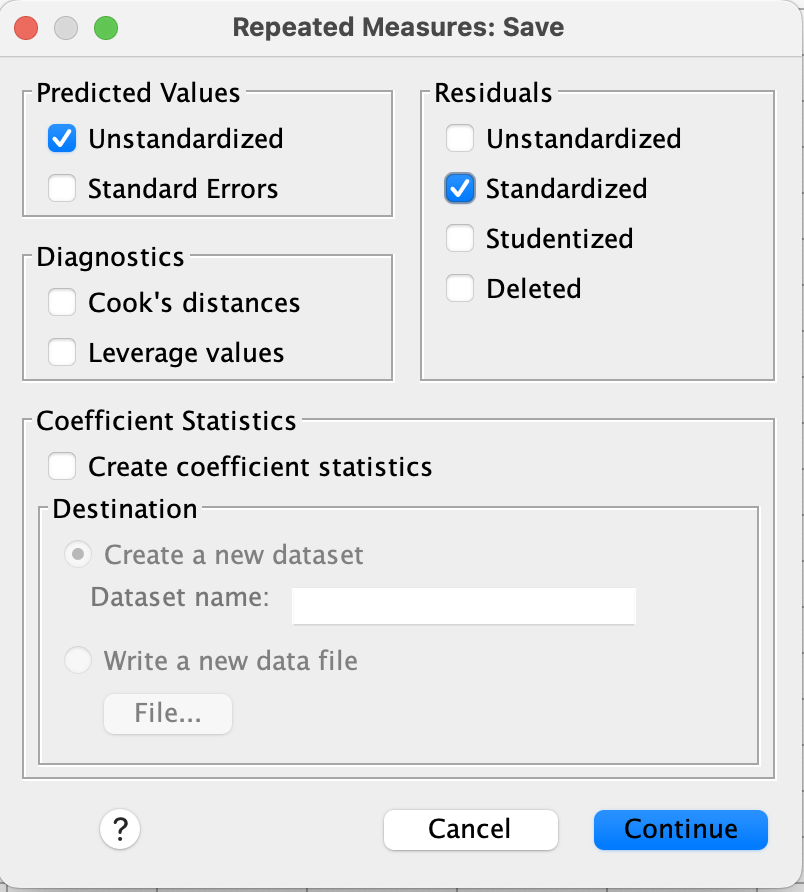 Repeated Measures: Save
Predicted Values
Unstandardized
Standard Errors
Residuals
Unstandardized
Standardized
Studentized
Deleted
Diagnostics
Cook's distances
Leverage values
Coefficient Statistics
Create coefficient statistics
Destination
Create a new dataset
Dataset name:
Write a new data file
File...
?
Cancel
Continue